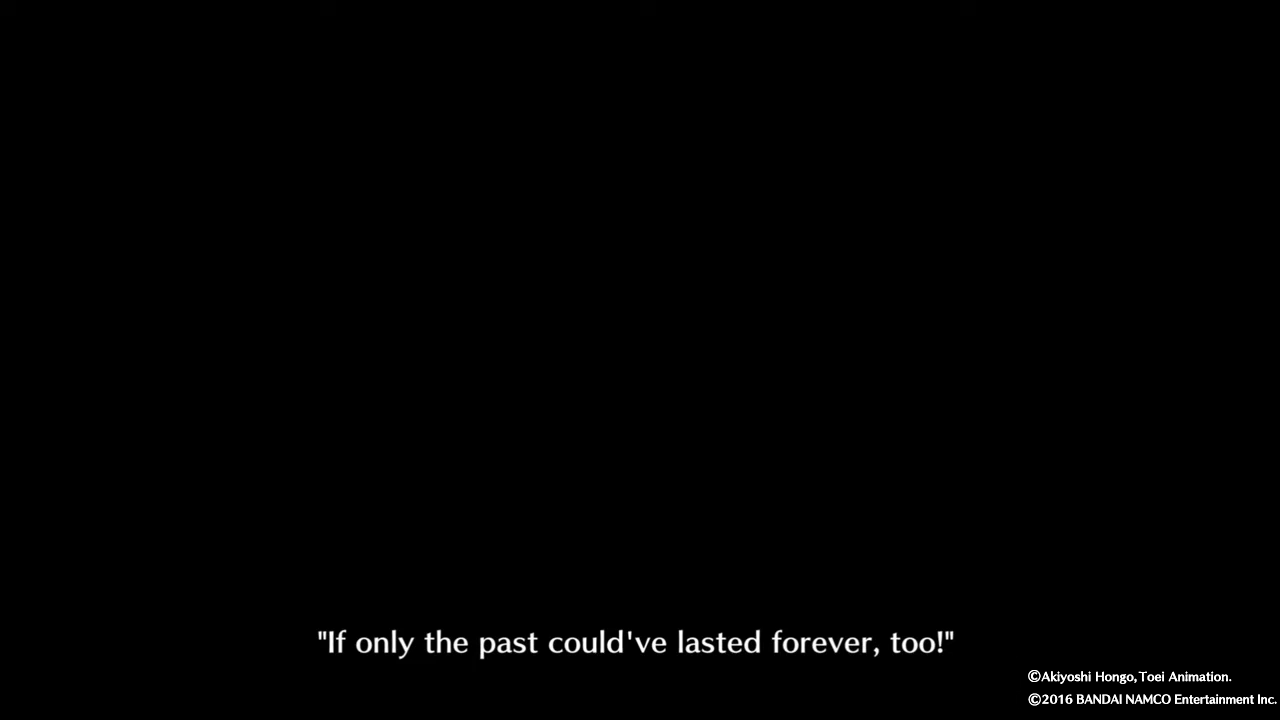 "If only the past could've lasted forever, too!"
©Akiyoshi Hongo, Toei Animation.
©2016 BANDAI NAMCO Entertainment Inc.